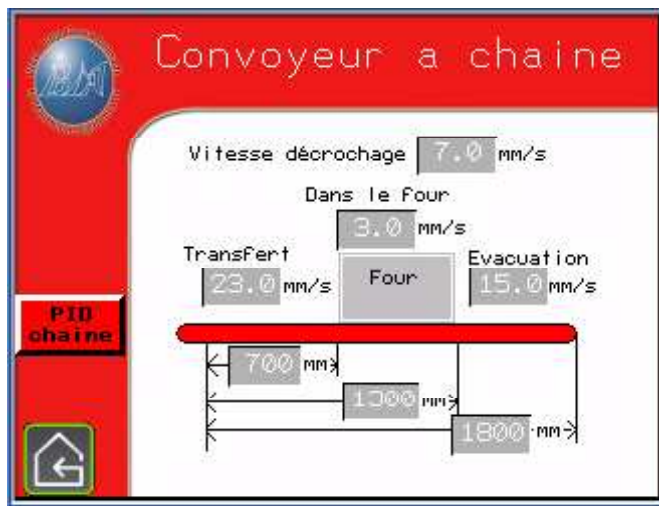 Convoyeur a chaine
Vitesse décrochage 7.0 mm/s
Dans le four
3.0 mm/s
Transfert
23.0 mm/s
Four
Evacuation
15.0 mm/s
PID
chaine
700 mm
1300 mm
1800 mm